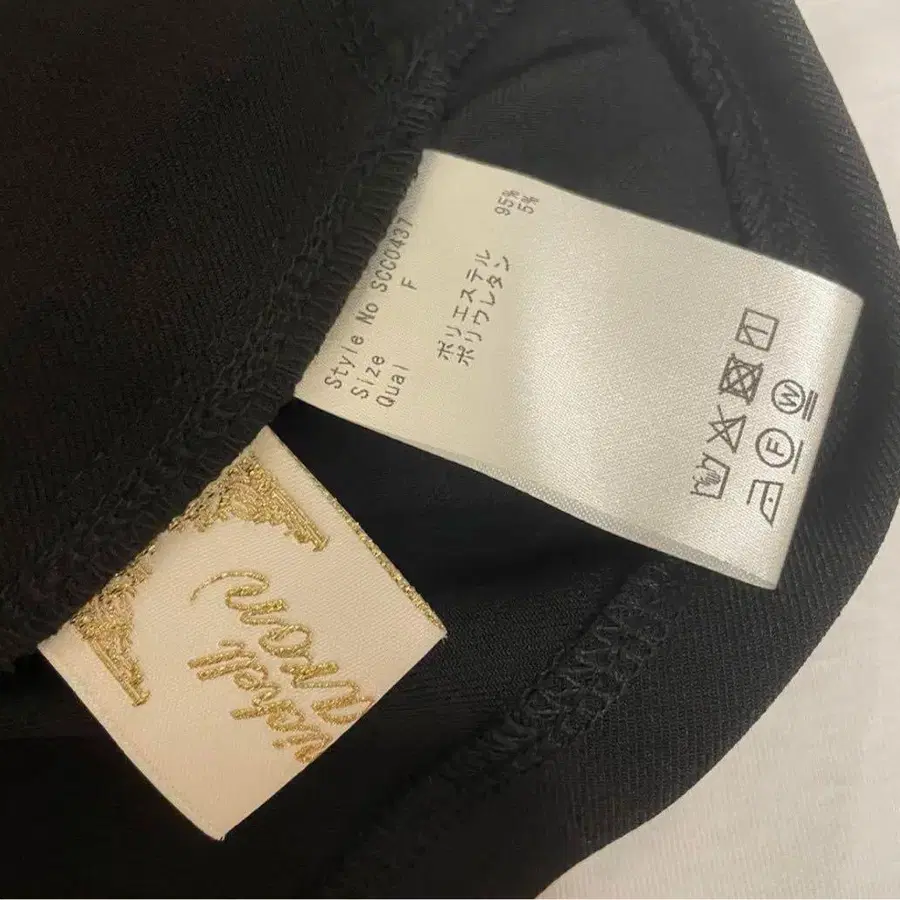 Style No SCC0437
Size F
Qual
ポリエステル 95%
ポリウレタン 5%
F W